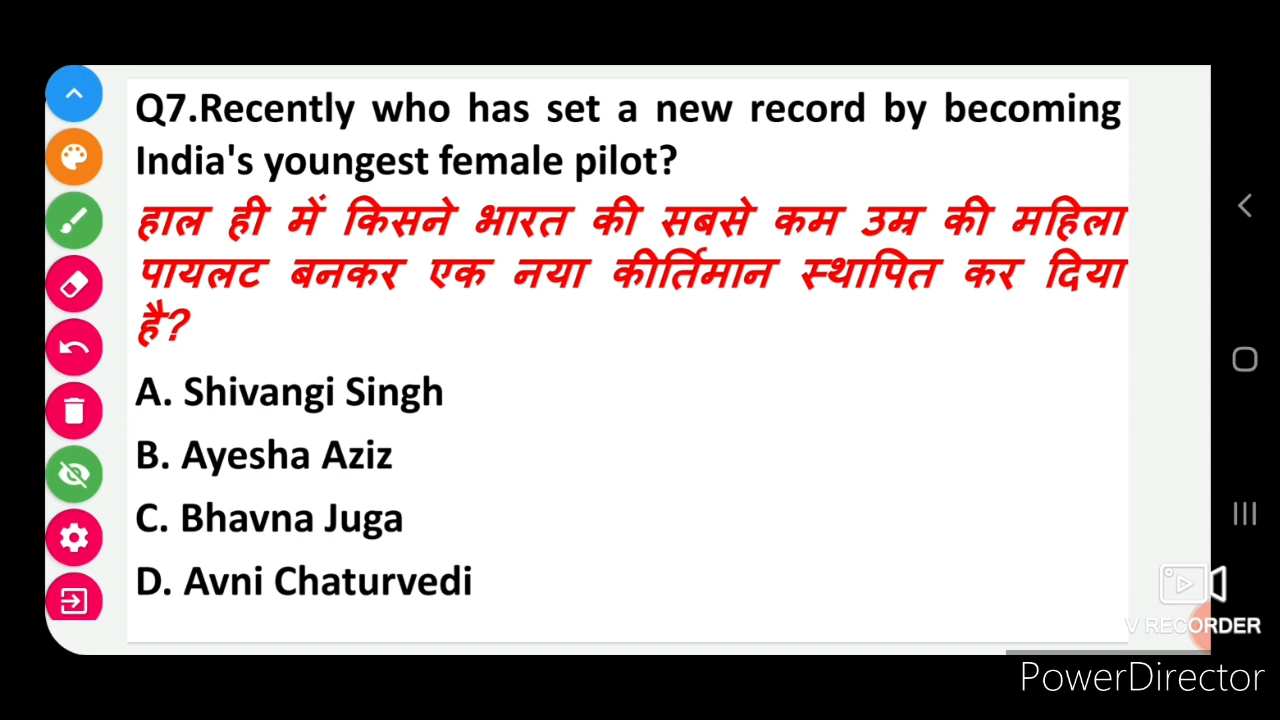 Q7.Recently who has set a new record by becoming
India's youngest female pilot?
हाल ही में किसने भारत की सबसे कम उम्र की महिला
पायलट बनकर एक नया कीर्तिमान स्थापित कर दिया
है?
A. Shivangi Singh
B. Ayesha Aziz
C. Bhavna Juga
D. Avni Chaturvedi
V RECORDER
PowerDirector